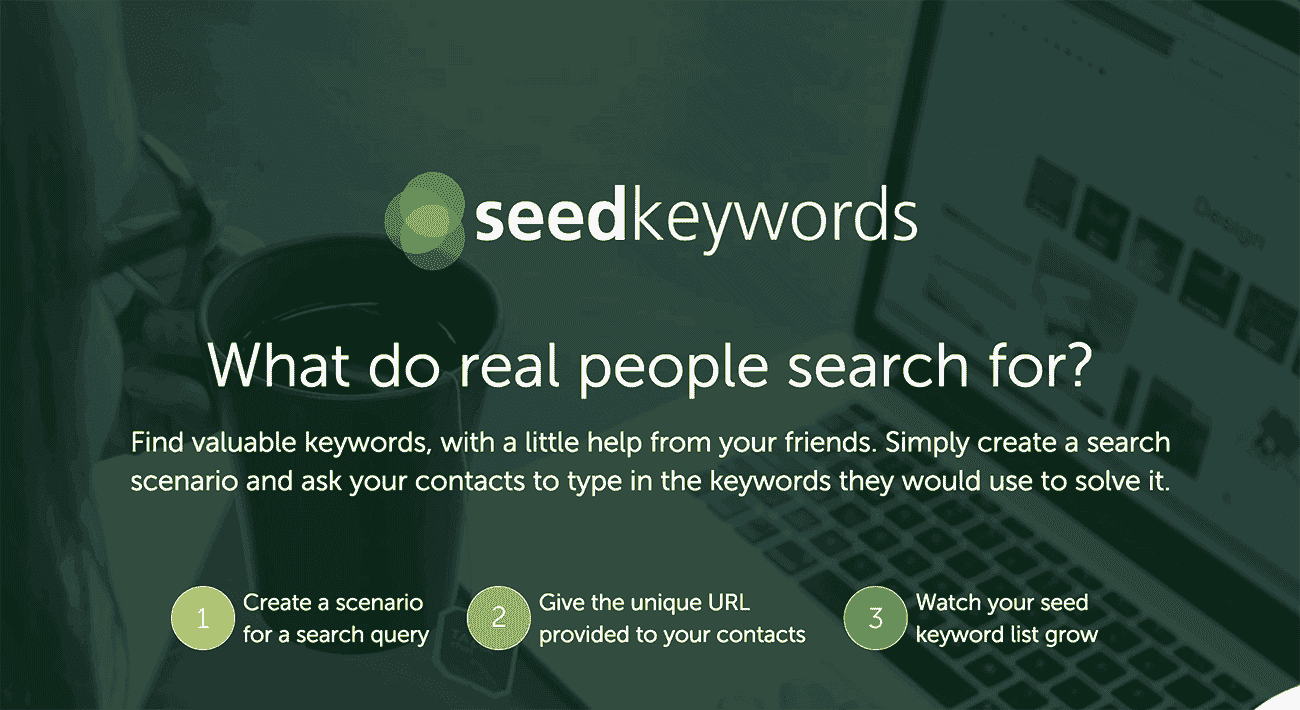 seedkeywords
What do real people search for?
Find valuable keywords, with a little help from your friends. Simply create a search
scenario and ask your contacts to type in the keywords they would use to solve it.
1
Create a scenario
for a search query
2
Give the unique URL
provided to your contacts
3
Watch your seed
keyword list grow
Design